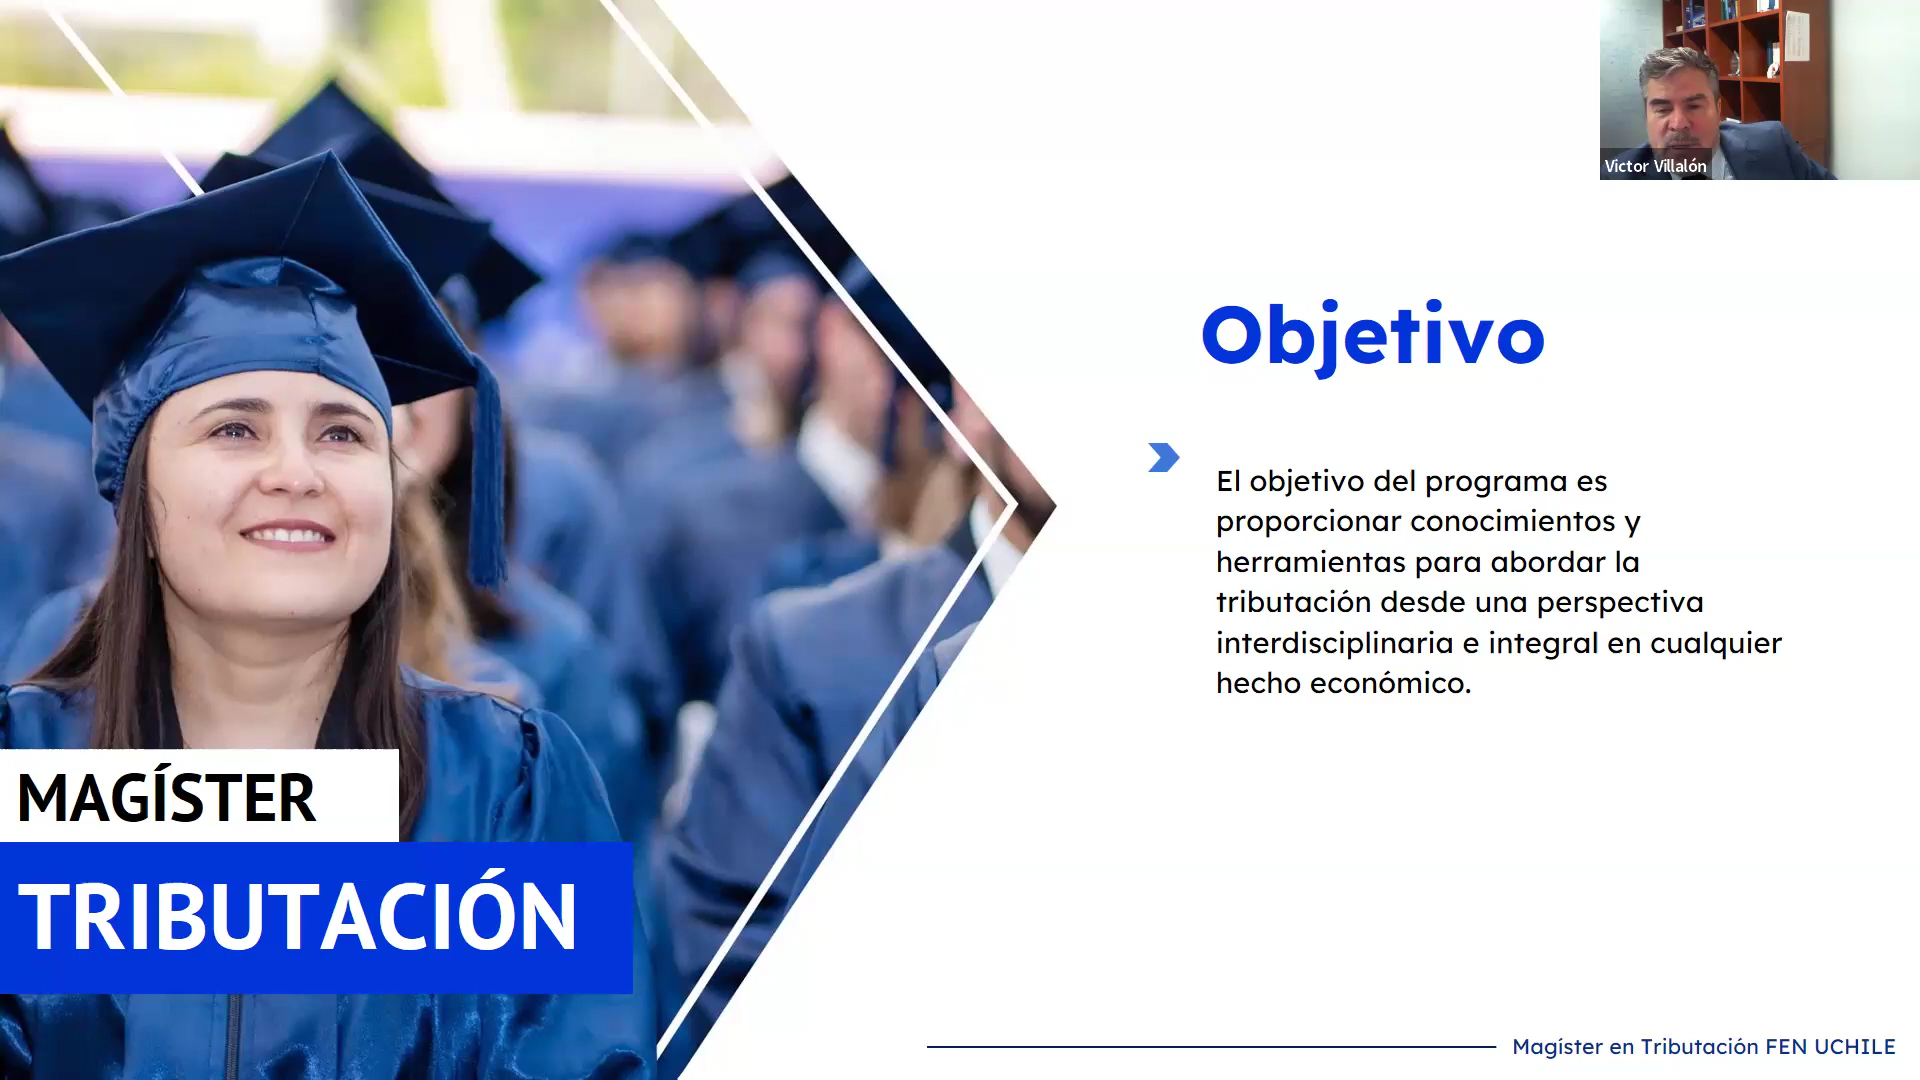 Victor Villalón
Objetivo
El objetivo del programa es
proporcionar conocimientos y
herramientas para abordar la
tributación desde una perspectiva
interdisciplinaria e integral en cualquier
hecho económico.
MAGÍSTER
TRIBUTACIÓN
Magíster en Tributación FEN UCHILE